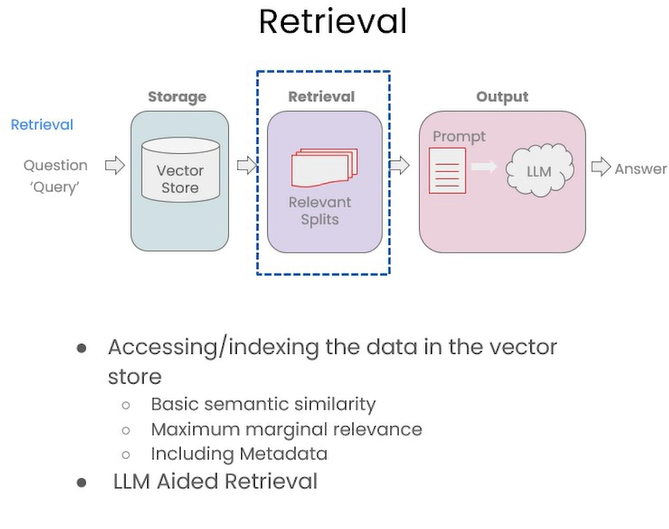 Retrieval
Storage
Retrieval
Output
Retrieval
Question
'Query'
Vector
Store
Relevant
Splits
Prompt
LLM
Answer
● Accessing/indexing the data in the vector
store
○ Basic semantic similarity
○ Maximum marginal relevance
○ Including Metadata
● LLM Aided Retrieval